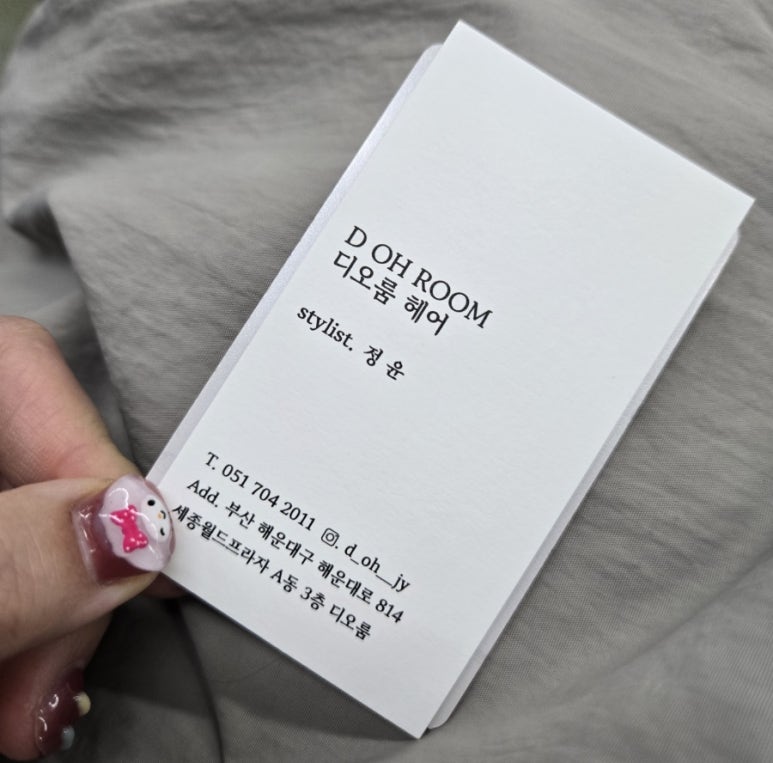 D OH ROOM
디오룸 헤어
stylist. 정 윤
T. 051 704 2011 d_oh__jy
Add. 부산 해운대구 해운대로 814
세종월드프라자 A동 3층 디오룸